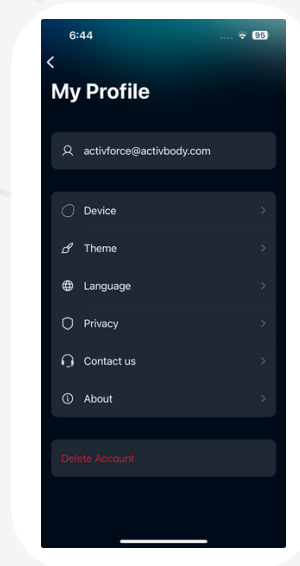 6:44
95
My Profile
activforce@activbody.com
Device
Theme
Language
Privacy
Contact us
About
Delete Account